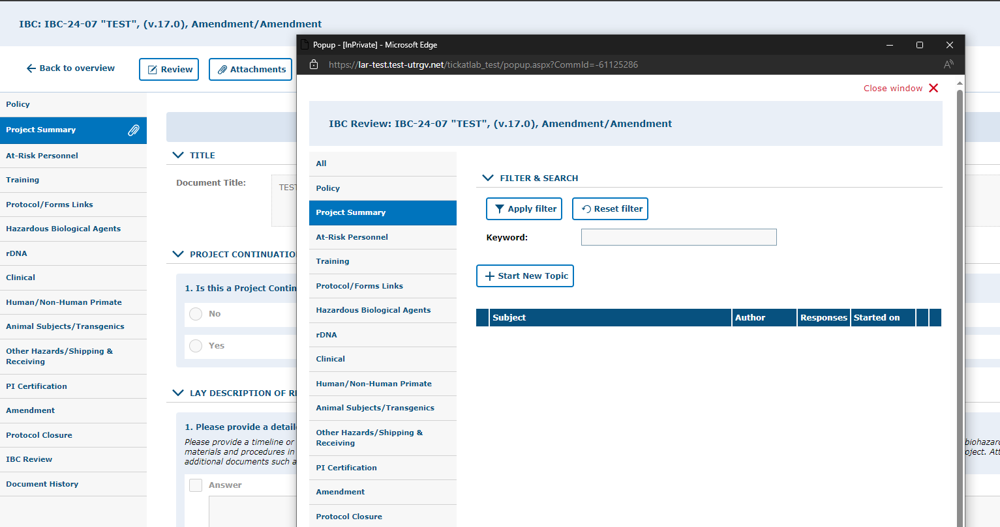 IBC: IBC-24-07 "TEST", (v.17.0), Amendment/Amendment
Back to overview
Review
Attachments
Policy
Project Summary
At-Risk Personnel
Training
Protocol/Forms Links
Hazardous Biological Agents
rDNA
Clinical
Human/Non-Human Primate
Animal Subjects/Transgenics
Other Hazards/Shipping &
Receiving
PI Certification
Amendment
Protocol Closure
IBC Review
Document History
TITLE
Document Title:
TEST
PROJECT CONTINUATIO
1. Is this a Project Contin
No
Yes
LAY DESCRIPTION OF RE
1. Please provide a detaile
Please provide a timeline or
materials and procedures in
additional documents such a
Answer
biohazard
oject. Att
Popup - [InPrivate] - Microsoft Edge
https://lar-test.test-utrgv.net/tickatlab_test/popup.aspx?CommId=-61125286
Close window
IBC Review: IBC-24-07 "TEST", (v.17.0), Amendment/Amendment
All
Policy
Project Summary
At-Risk Personnel
Training
Protocol/Forms Links
Hazardous Biological Agents
rDNA
Clinical
Human/Non-Human Primate
Animal Subjects/Transgenics
Other Hazards/Shipping &
Receiving
PI Certification
Amendment
Protocol Closure
FILTER & SEARCH
Apply filter
Reset filter
Keyword:
Start New Topic
Subject Author Responses Started on